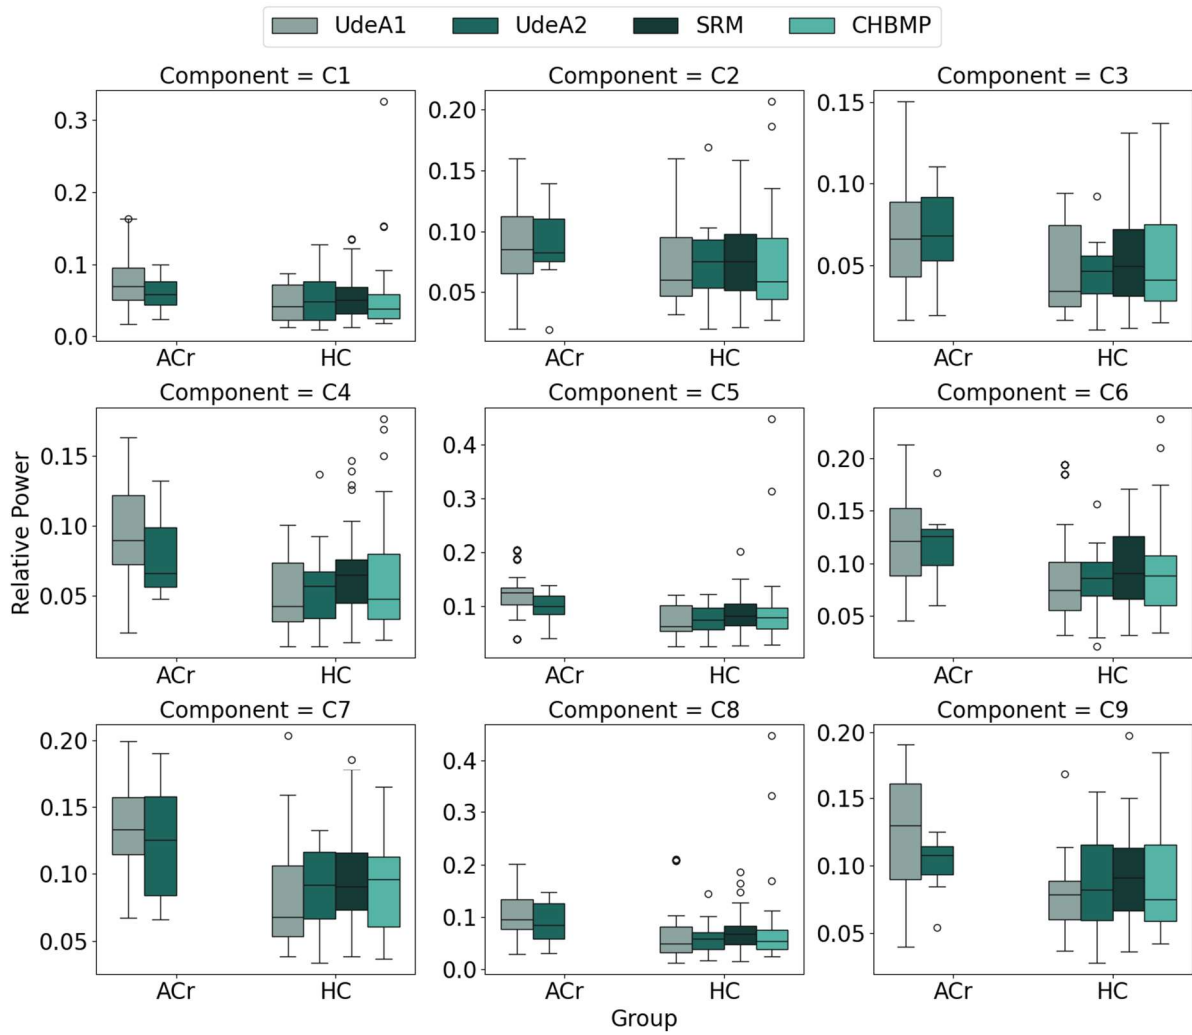 UdeA1 UdeA2 SRM CHBMP
Component = C1 Component = C2 Component = C3
0.3
0.2
0.1
0.0
ACr HC
0.20
0.15
0.10
0.05
ACr HC
0.15
0.10
0.05
ACr HC
Component = C4 Component = C5 Component = C6
Relative Power
0.15
0.10
0.05
ACr HC
0.4
0.3
0.2
0.1
ACr HC
0.20
0.15
0.10
0.05
ACr HC
Component = C7 Component = C8 Component = C9
0.20
0.15
0.10
0.05
ACr HC
0.4
0.3
0.2
0.1
0.0
ACr HC
0.20
0.15
0.10
0.05
ACr HC
Group